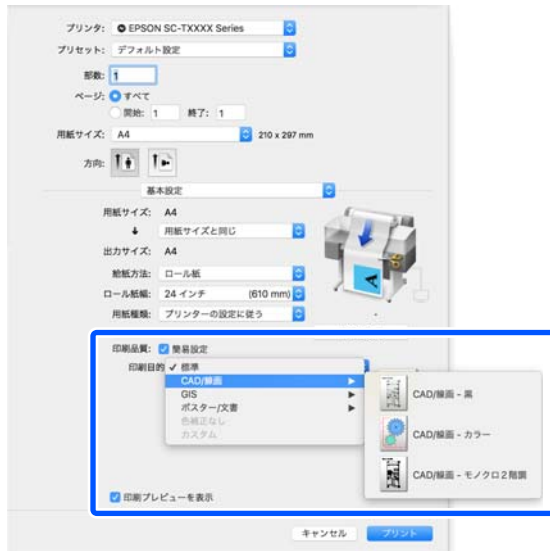 プリンタ: EPSON SC-TXXXX Series
プリセット: デフォルト設定
部数: 1
ページ: すべて
開始: 1 終了: 1
用紙サイズ: A4 210 x 297 mm
方向:
基本設定
用紙サイズ: A4
用紙サイズと同じ
出力サイズ: A4
給紙方法: ロール紙
ロール紙幅: 24 インチ (610 mm)
用紙種類: プリンターの設定に従う
印刷品質: 簡易設定
印刷目的 標準
CAD/線画
GIS
ポスター/文書
色補正なし
カスタム
CAD/線画 - 黒
CAD/線画 - カラー
CAD/線画 - モノクロ2階調
印刷プレビューを表示
キャンセル プリント